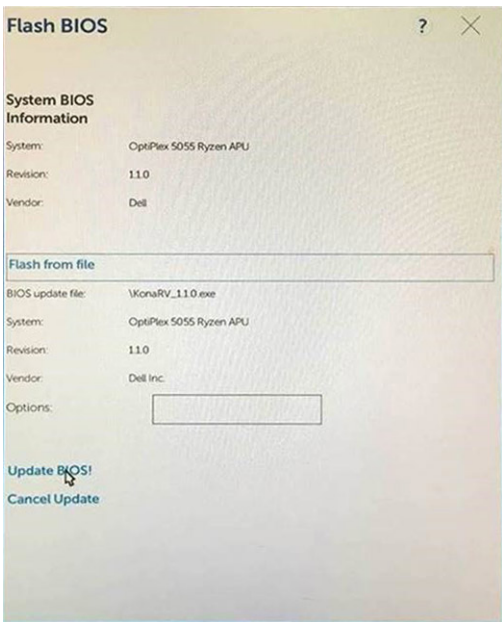 Flash BIOS ?
System BIOS
Information
System: OptiPlex 5055 Ryzen APU
Revision: 1.1.0
Vendor: Dell
Flash from file
BIOS update file: \KonaRV_1.1.0.exe
System: OptiPlex 5055 Ryzen APU
Revision: 1.1.0
Vendor: Dell Inc.
Options:
Update BIOS!
Cancel Update